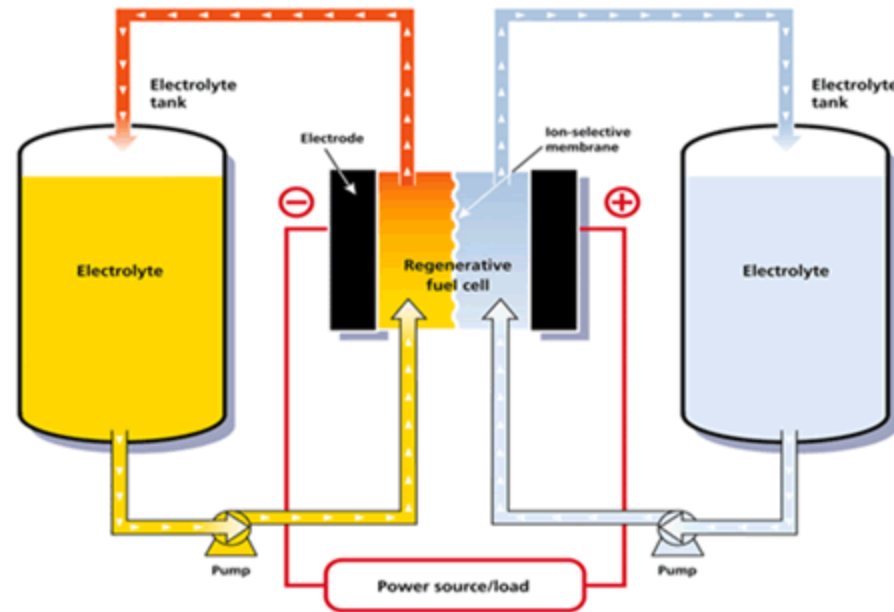 Electrolyte
tank
Electrolyte
tank
Electrode
Ion-selective
membrane
−
+
Electrolyte
Regenerative
fuel cell
Electrolyte
Pump
Pump
Power source/load